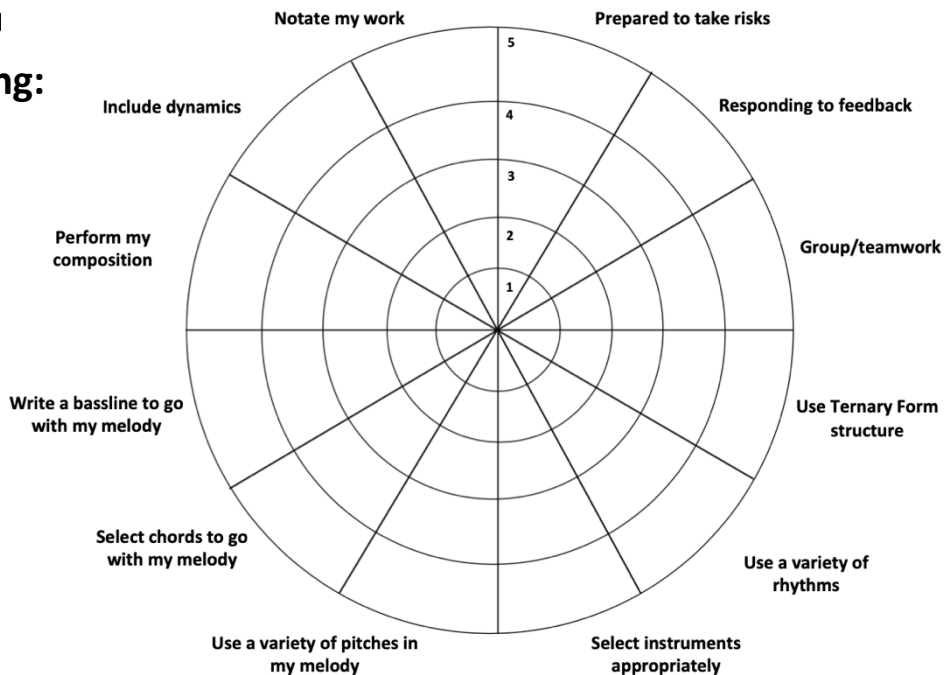 ng:
Notate my work
Prepared to take risks
Include dynamics
Responding to feedback
Perform my
composition
Group/teamwork
Write a bassline to go
with my melody
Use Ternary Form
structure
Select chords to go
with my melody
Use a variety of
rhythms
Use a variety of pitches in
my melody
Select instruments
appropriately
5
4
3
2
1